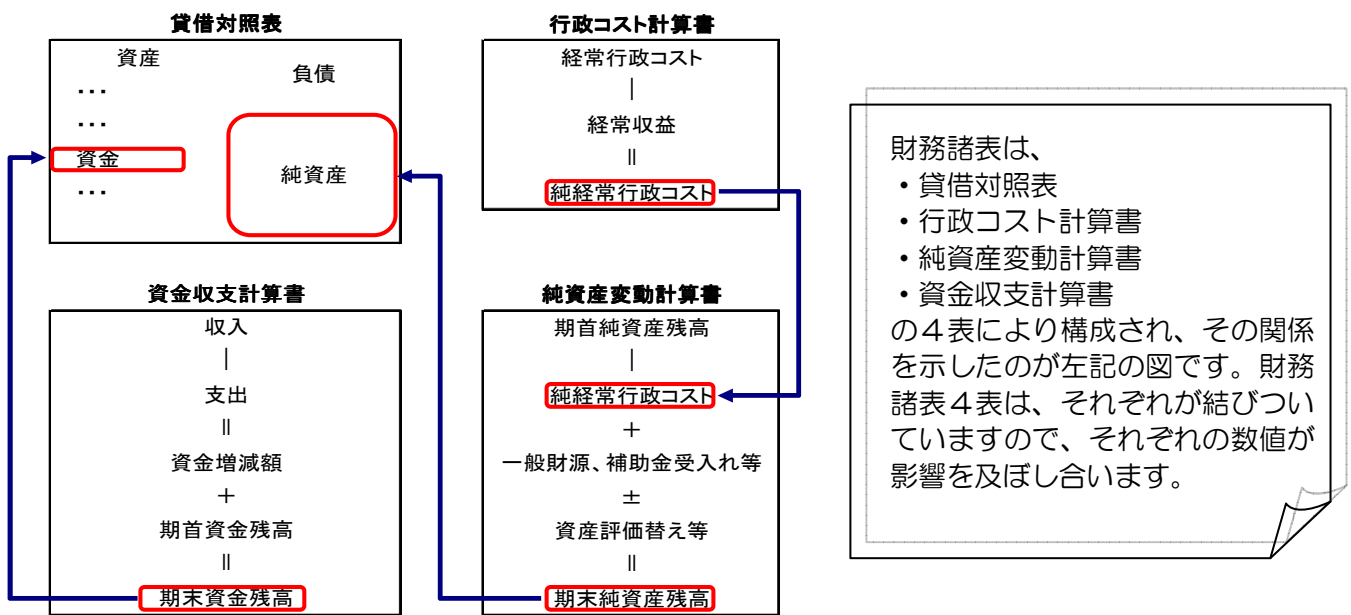 貸借対照表
資産
負債
･･･
･･･
資金
純資産
･･･
行政コスト計算書
経常行政コスト
｜
経常収益
॥
純経常行政コスト
資金収支計算書
収入
｜
支出
॥
資金増減額
＋
期首資金残高
॥
期末資金残高
純資産変動計算書
期首純資産残高
｜
純経常行政コスト
＋
一般財源、補助金受入れ等
±
資産評価替え等
॥
期末純資産残高
財務諸表は、
・貸借対照表
・行政コスト計算書
・純資産変動計算書
・資金収支計算書
の４表により構成され、その関係
を示したのが左記の図です。財務
諸表４表は、それぞれが結びつい
ていますので、それぞれの数値が
影響を及ぼし合います。